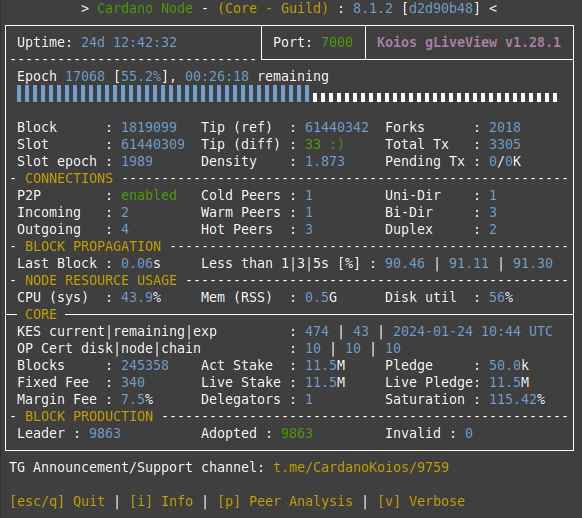 > Cardano Node - (Core - Guild) : 8.1.2 [d2d90b48] <
Uptime: 24d 12:42:32 Port: 7000 Koios gLiveView v1.28.1
Epoch 17068 [55.2%], 00:26:18 remaining
Block : 1819099 Tip (ref) : 61440342 Forks : 2018
Slot : 61440309 Tip (diff) : 33 :) Total Tx : 3305
Slot epoch : 1989 Density : 1.873 Pending Tx : 0/0K
- CONNECTIONS
P2P : enabled Cold Peers : 1 Uni-Dir : 1
Incoming : 2 Warm Peers : 1 Bi-Dir : 3
Outgoing : 4 Hot Peers : 3 Duplex : 2
- BLOCK PROPAGATION
Last Block : 0.06s Less than 1|3|5s [%] : 90.46 | 91.11 | 91.30
- NODE RESOURCE USAGE
CPU (sys) : 43.9% Mem (RSS) : 0.5G Disk util : 56%
CORE
KES current|remaining|exp : 474 | 43 | 2024-01-24 10:44 UTC
OP Cert disk|node|chain : 10 | 10 | 10
Blocks : 245358 Act Stake : 11.5M Pledge : 50.0k
Fixed Fee : 340 Live Stake : 11.5M Live Pledge: 11.5M
Margin Fee : 7.5% Delegators : 1 Saturation : 115.42%
- BLOCK PRODUCTION
Leader : 9863 Adopted : 9863 Invalid : 0
TG Announcement/Support channel: t.me/CardanoKoios/9759
[esc/q] Quit | [i] Info | [p] Peer Analysis | [v] Verbose